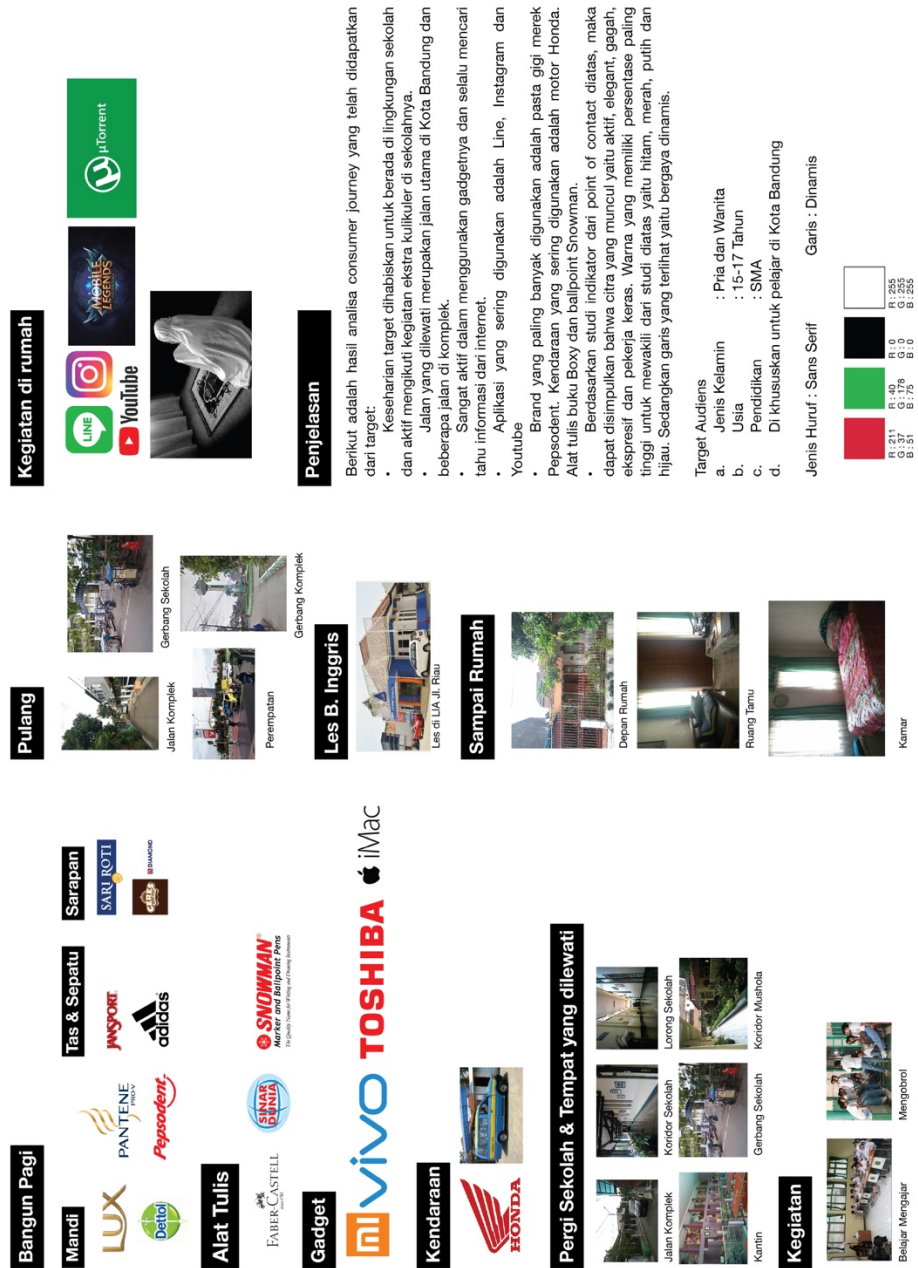 Bangun Pagi
Mandi
LUX
PANTENE
PRO-V
Dettol
Pepsodent
Tas & Sepatu
JANSPORT
adidas
Sarapan
SARI ROTI
CERES
DIAMOND
Alat Tulis
FABER-CASTELL
since 1761
SINAR
DUNIA
SNOWMAN®
Marker and Ballpoint Pens
The Quality Name for Writing and Drawing Instruments
Gadget
mi vivo TOSHIBA iMac
Kendaraan
HONDA
Pergi Sekolah & Tempat yang dilewati
Jalan Komplek
Koridor Sekolah
Lorong Sekolah
Kantin
Gerbang Sekolah
Koridor Mushola
Kegiatan
Belajar Mengajar
Mengobrol
Pulang
Jalan Komplek
Gerbang Sekolah
Perempatan
Gerbang Komplek
Les B. Inggris
Les di LIA Jl. Riau
Sampai Rumah
Depan Rumah
Ruang Tamu
Kamar
Kegiatan di rumah
LINE
YouTube
MOBILE
LEGENDS
µTorrent
Penjelasan
Berikut adalah hasil analisa consumer journey yang telah didapatkan
dari target:
• Keseharian target dihabiskan untuk berada di lingkungan sekolah
dan aktif mengikuti kegiatan ekstra kulikuler di sekolahnya.
• Jalan yang dilewati merupakan jalan utama di Kota Bandung dan
beberapa jalan di komplek.
• Sangat aktif dalam menggunakan gadgetnya dan selalu mencari
tahu informasi dari internet.
• Aplikasi yang sering digunakan adalah Line, Instagram dan
Youtube
• Brand yang paling banyak digunakan adalah pasta gigi merek
Pepsodent. Kendaraan yang sering digunakan adalah motor Honda.
Alat tulis buku Boxy dan ballpoint Snowman.
• Berdasarkan studi indikator dari point of contact diatas, maka
dapat disimpulkan bahwa citra yang muncul yaitu aktif, elegant, gagah,
ekspresif dan pekerja keras. Warna yang memiliki persentase paling
tinggi untuk mewakili dari studi diatas yaitu hitam, merah, putih dan
hijau. Sedangkan garis yang terlihat yaitu bergaya dinamis.
Target Audiens
a. Jenis Kelamin : Pria dan Wanita
b. Usia : 15-17 Tahun
c. Pendidikan : SMA
d. Di khususkan untuk pelajar di Kota Bandung
Jenis Huruf : Sans Serif Garis : Dinamis
R : 211
G : 37
B : 51
R : 40
G : 178
B : 75
R : 0
G : 0
B : 0
R : 255
G : 255
B : 255